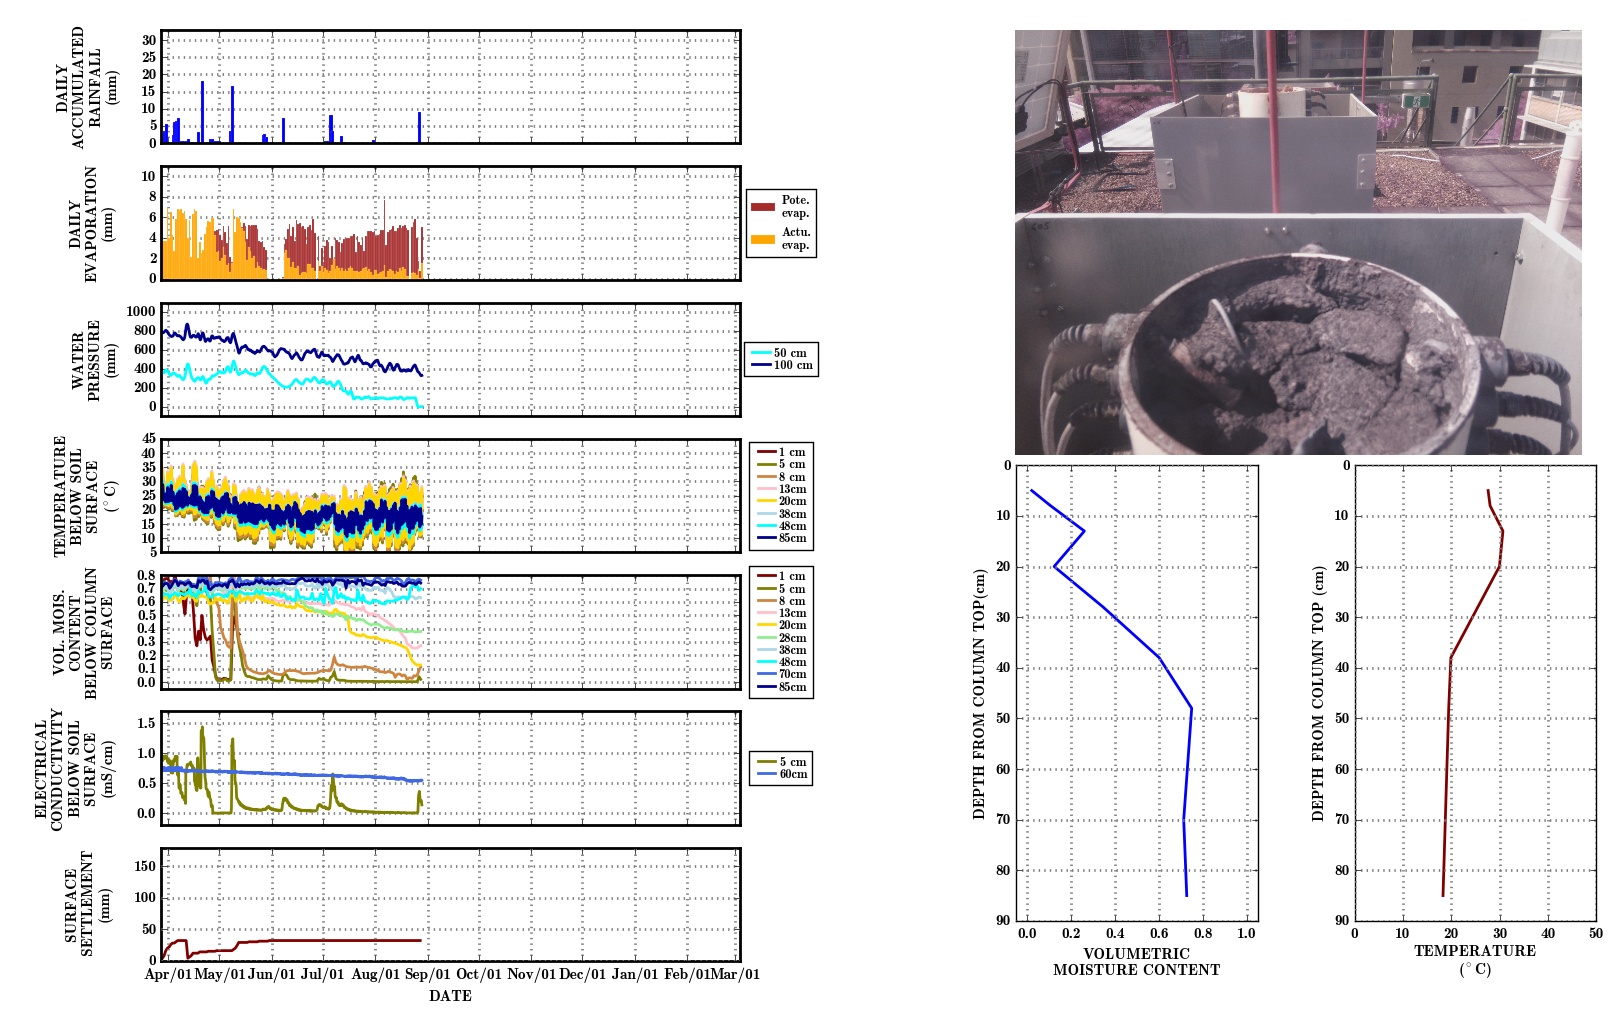 DAILY
ACCUMULATED
RAINFALL
(mm)
30
25
20
15
10
5
0
DAILY
EVAPORATION
(mm)
10
8
6
4
2
0
Pote.
evap.
Actu.
evap.
WATER
PRESSURE
(mm)
1000
800
600
400
200
0
50 cm
100 cm
TEMPERATURE
BELOW SOIL
SURFACE
(°C)
45
40
35
30
25
20
15
10
5
1 cm
5 cm
8 cm
13cm
20cm
38cm
48cm
85cm
VOL. MOIS.
CONTENT
BELOW COLUMN
SURFACE
0.8
0.7
0.6
0.5
0.4
0.3
0.2
0.1
0.0
1 cm
5 cm
8 cm
13cm
20cm
28cm
38cm
48cm
70cm
85cm
ELECTRICAL
CONDUCTIVITY
BELOW SOIL
SURFACE
(mS/cm)
1.5
1.0
0.5
0.0
5 cm
60cm
SURFACE
SETTLEMENT
(mm)
150
100
50
0
Apr/01 May/01 Jun/01 Jul/01 Aug/01 Sep/01 Oct/01 Nov/01 Dec/01 Jan/01 Feb/01 Mar/01
DATE
DEPTH FROM COLUMN TOP(cm)
0
10
20
30
40
50
60
70
80
90
0.0 0.2 0.4 0.6 0.8 1.0
VOLUMETRIC
MOISTURE CONTENT
DEPTH FROM COLUMN TOP (cm)
0
10
20
30
40
50
60
70
80
90
0 10 20 30 40 50
TEMPERATURE
(°C)